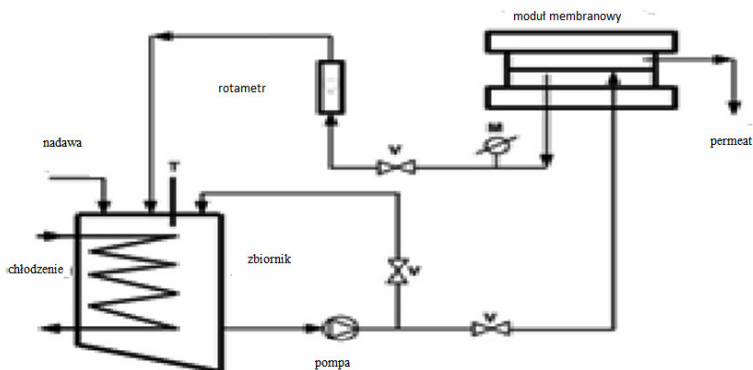 moduł membranowy
rotametr
M
V
permeat
nadawa
T
chłodzenie
zbiornik
V
V
pompa